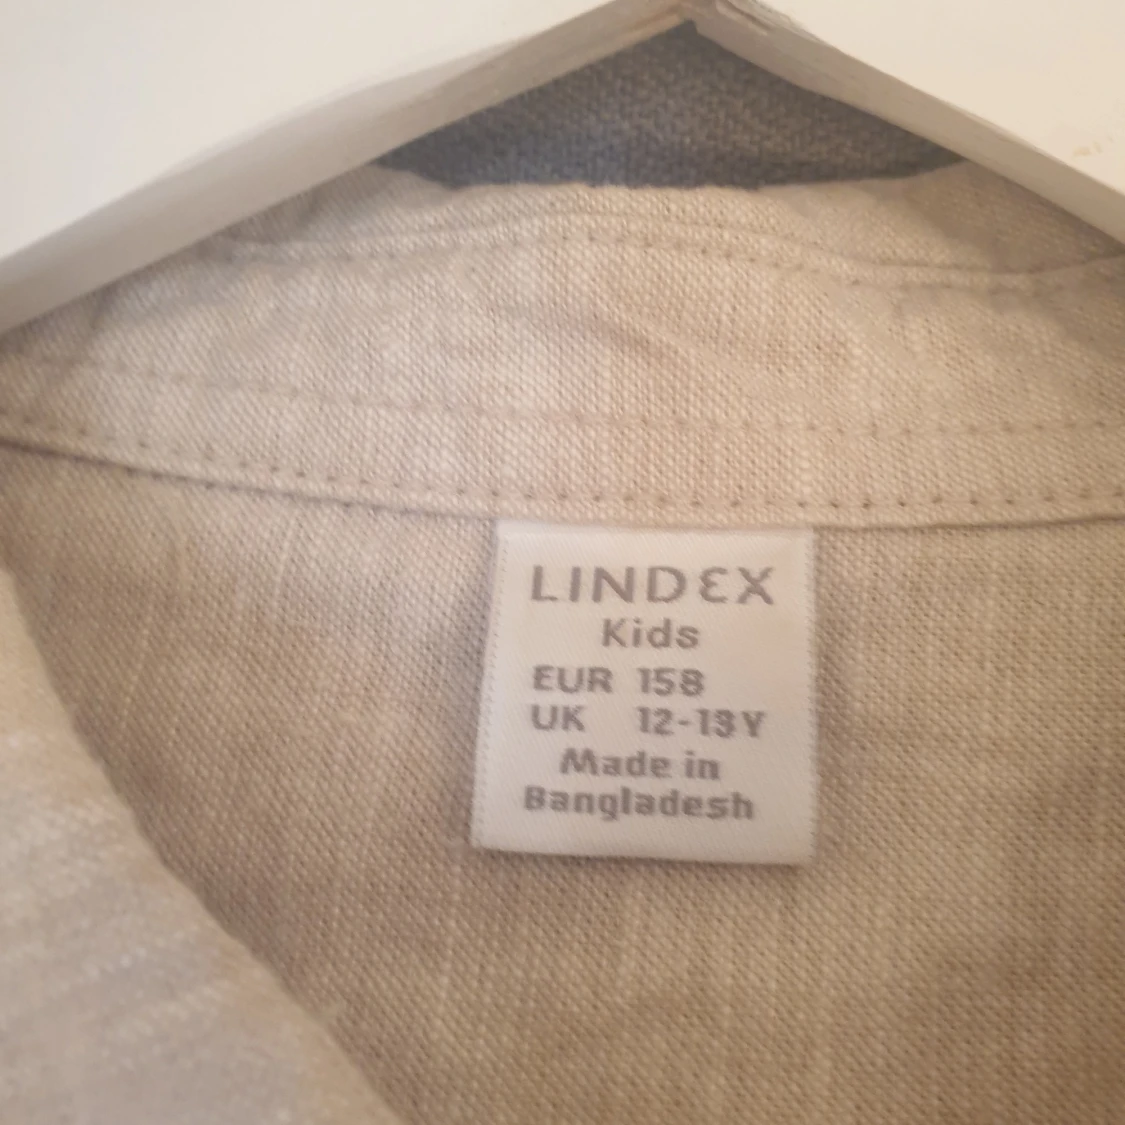 LINDEX
Kids
EUR 158
UK 12-13Y
Made in
Bangladesh